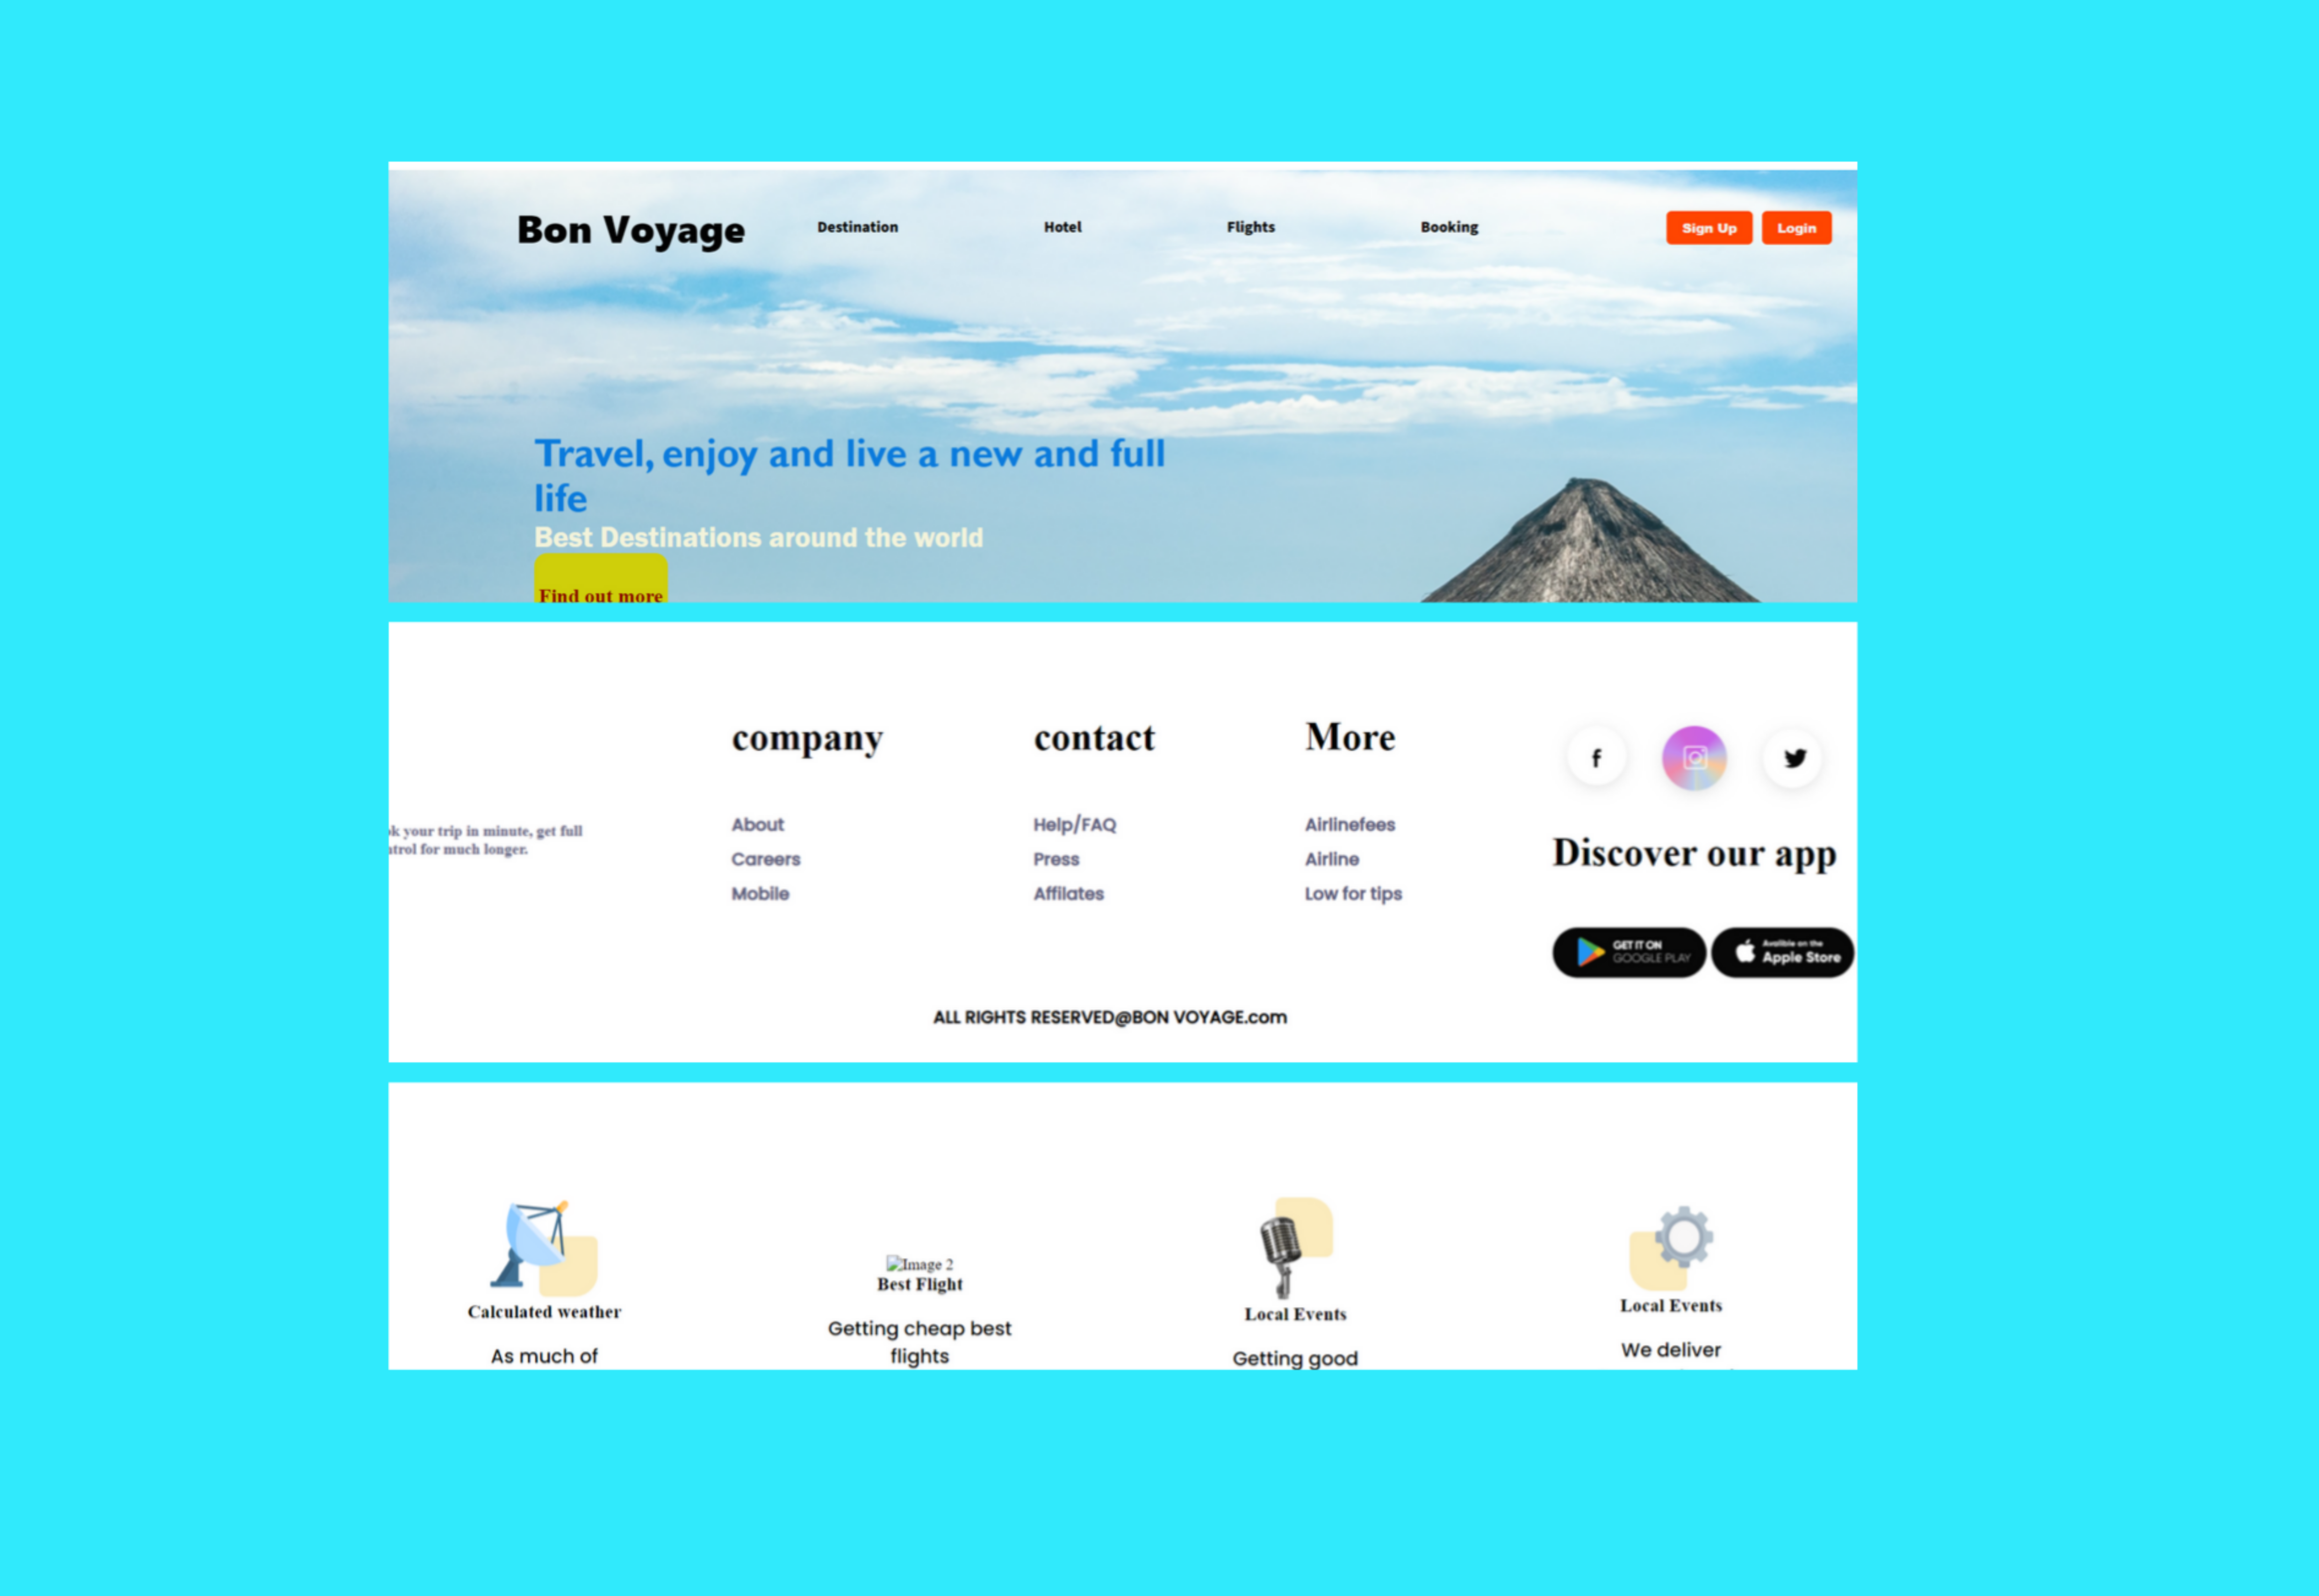 Bon Voyage
Destination
Hotel
Flights
Booking
Sign Up
Login
Travel, enjoy and live a new and full
life
Best Destinations around the world
Find out more
company
contact
More
k your trip in minute, get full
trol for much longer.
About
Careers
Mobile
Help/FAQ
Press
Affilates
Airlinefees
Airline
Low for tips
f
Discover our app
GET IT ON
GOOGLE PLAY
Availible on the
Apple Store
ALL RIGHTS RESERVED@BON VOYAGE.com
Calculated weather
As much of
Image 2
Best Flight
Getting cheap best
flights
Local Events
Getting good
Local Events
We deliver